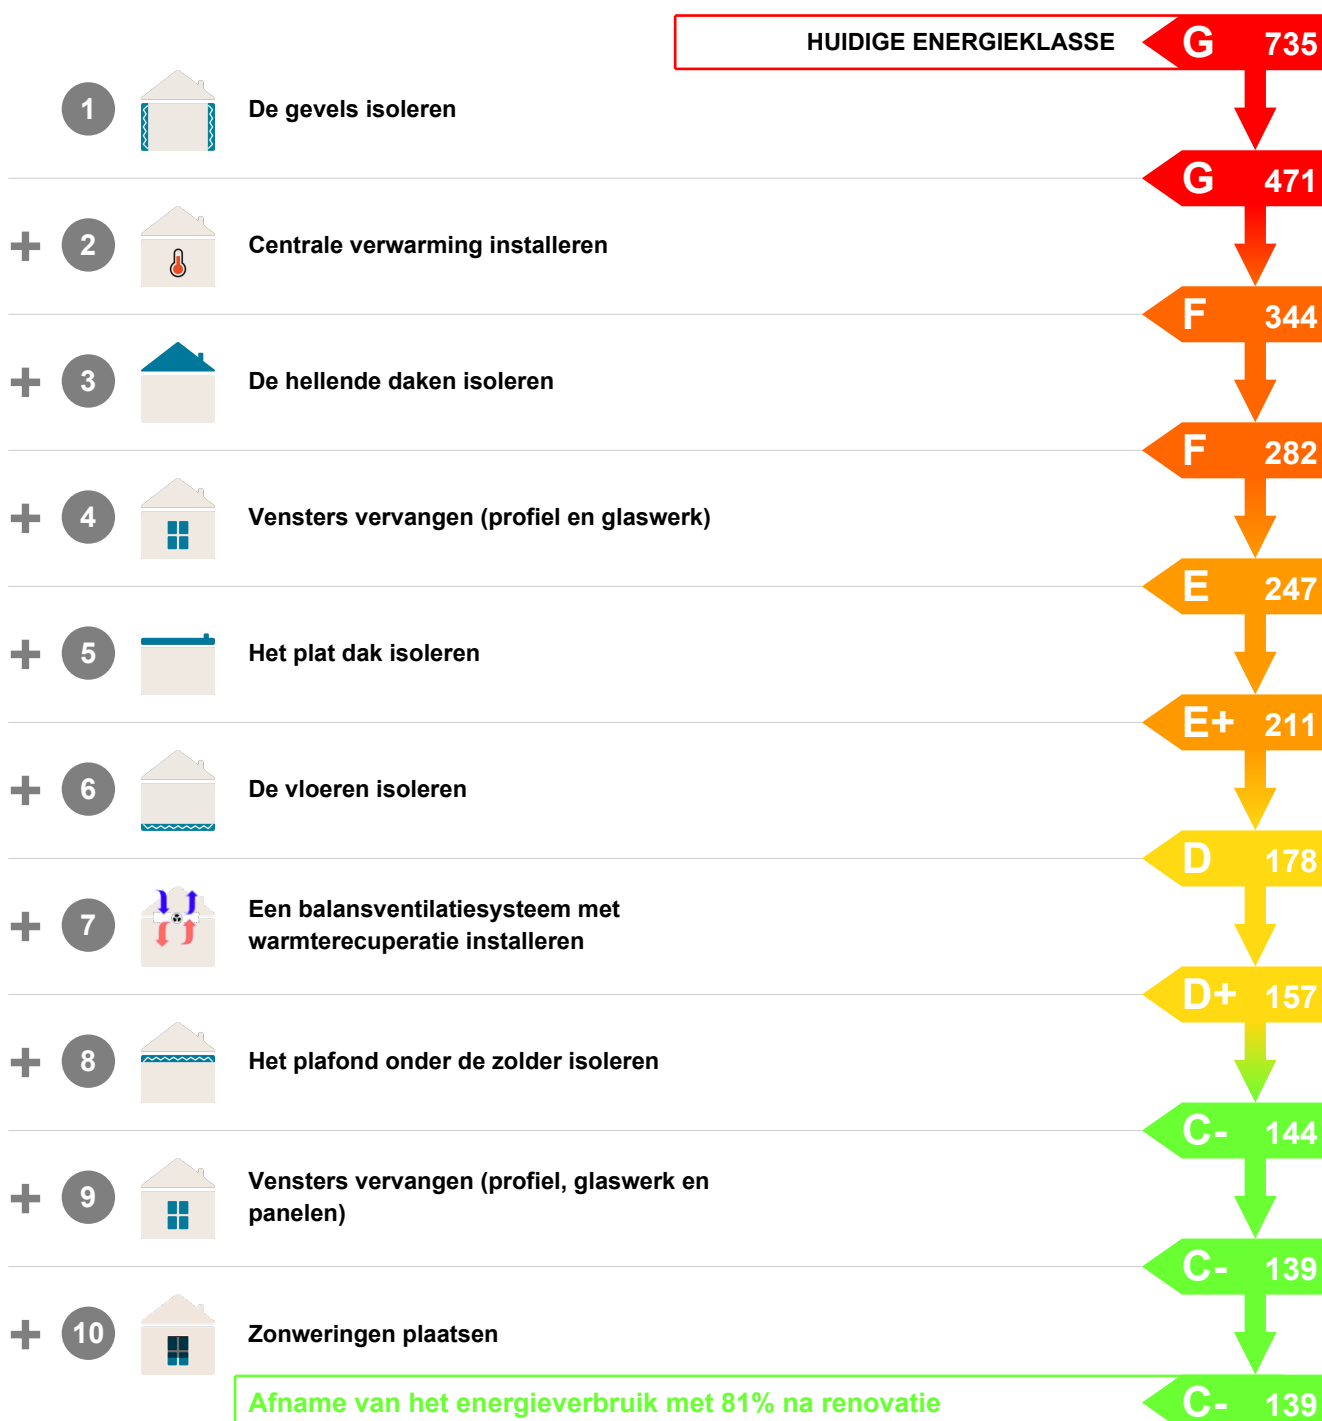 HUIDIGE ENERGIEKLASSE G 735
1 De gevels isoleren
G 471
+ 2 Centrale verwarming installeren
F 344
+ 3 De hellende daken isoleren
F 282
+ 4 Vensters vervangen (profiel en glaswerk)
E 247
+ 5 Het plat dak isoleren
E+ 211
+ 6 De vloeren isoleren
D 178
+ 7 Een balansventilatiesysteem met
warmterecuperatie installeren
D+ 157
+ 8 Het plafond onder de zolder isoleren
C- 144
+ 9 Vensters vervangen (profiel, glaswerk en
panelen)
C- 139
+ 10 Zonweringen plaatsen
Afname van het energieverbruik met 81% na renovatie C- 139